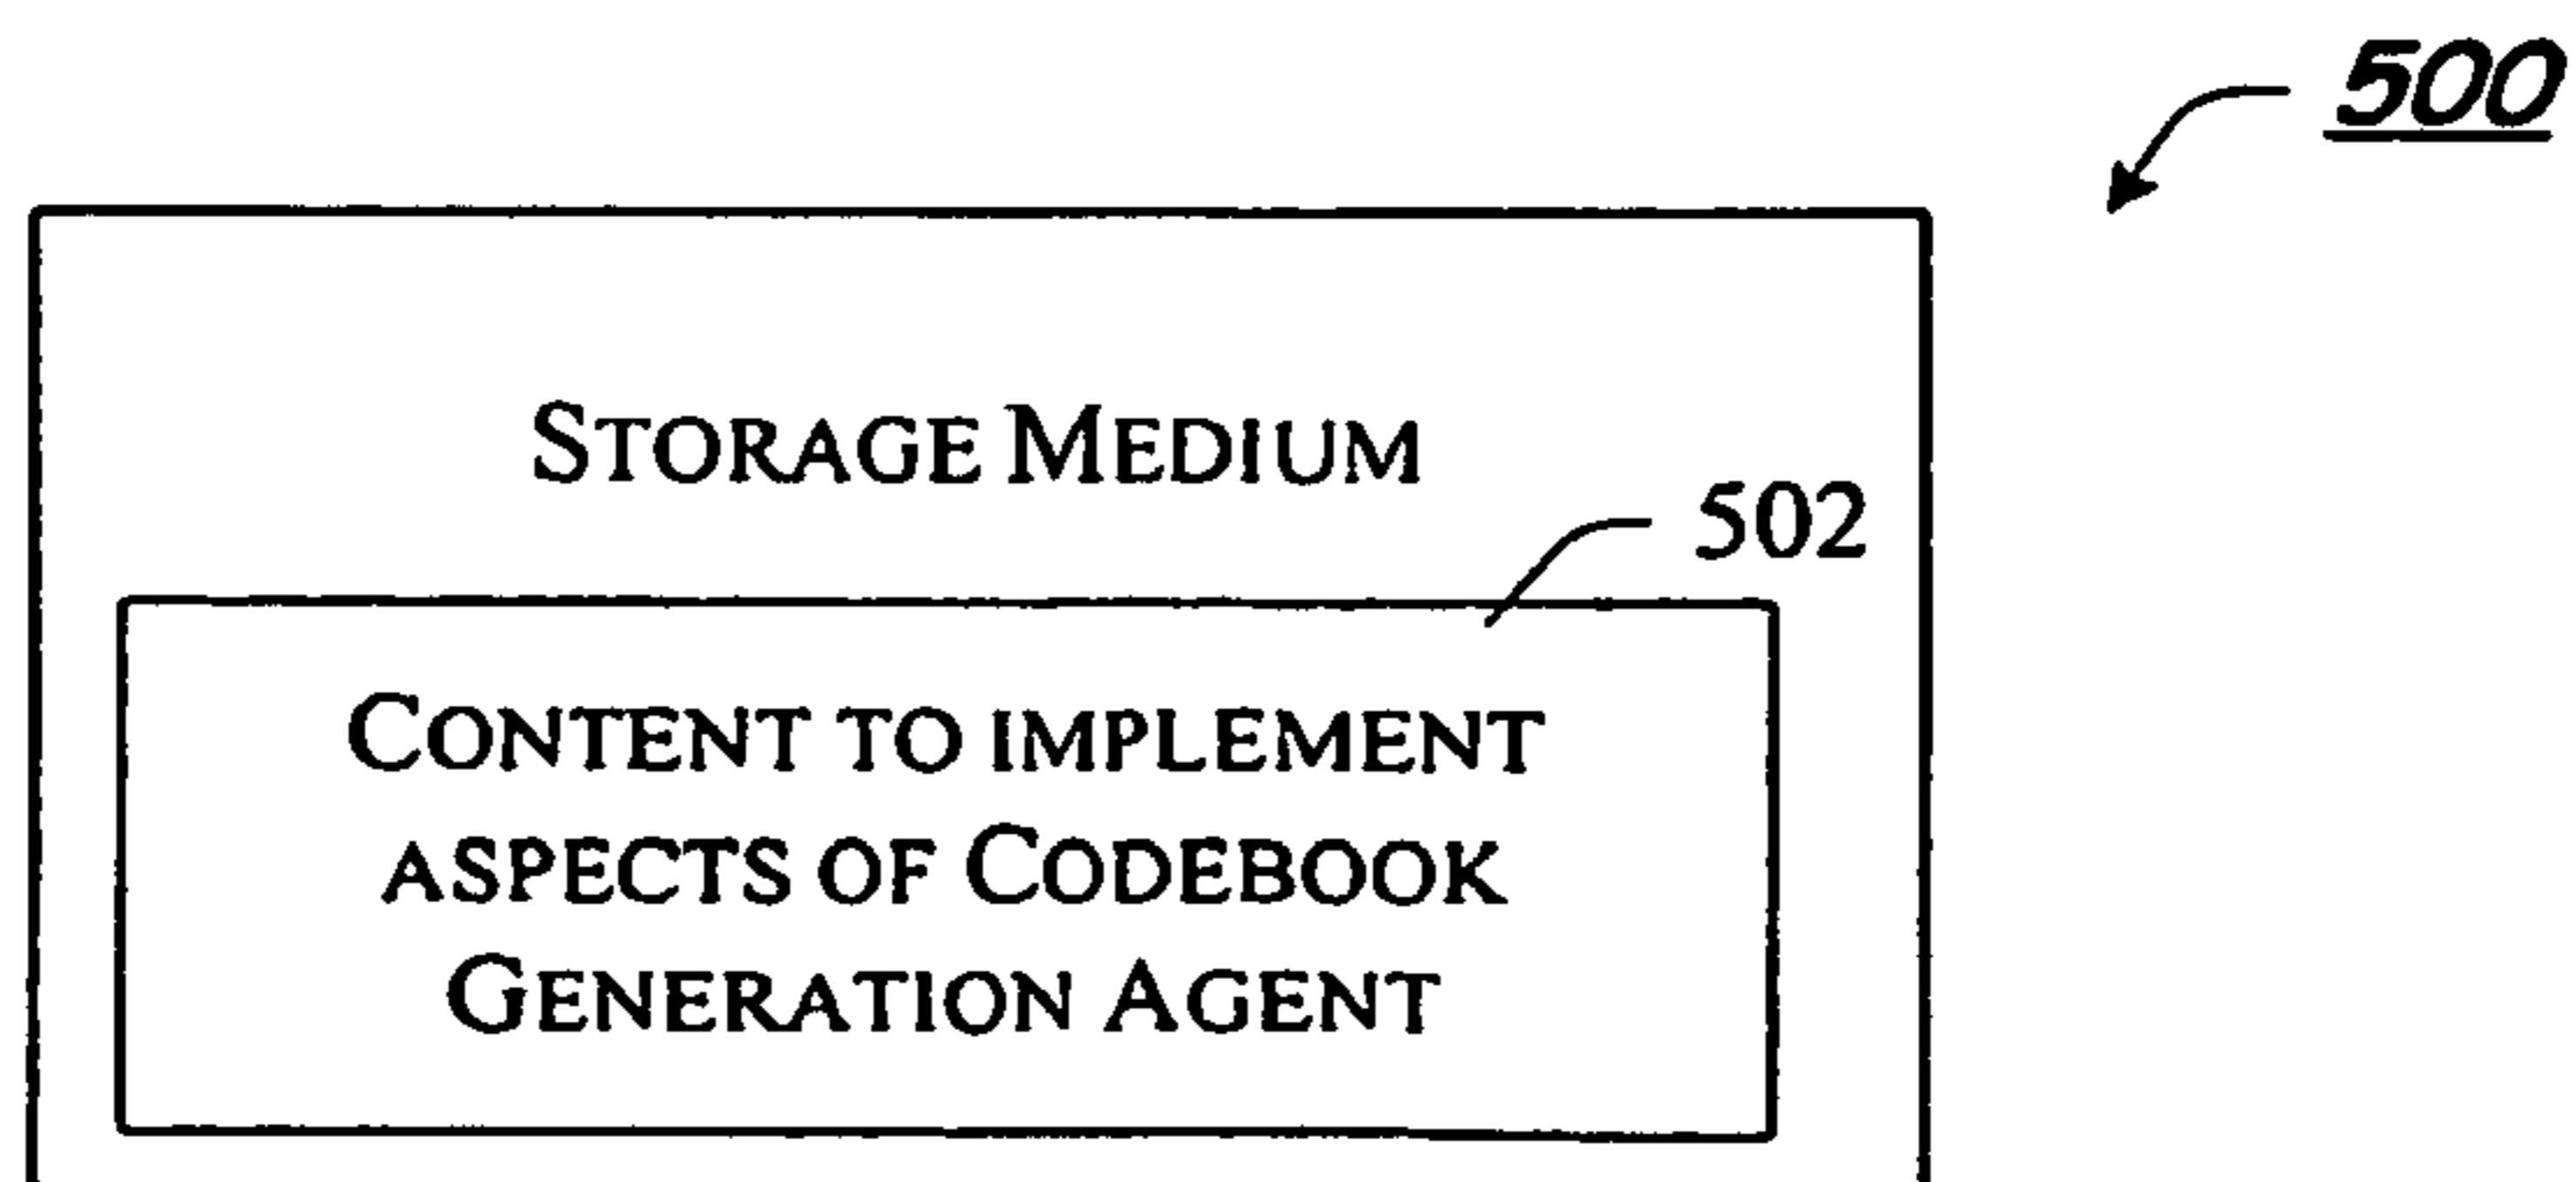 500
STORAGE MEDIUM
502
CONTENT TO IMPLEMENT
ASPECTS OF CODEBOOK
GENERATION AGENT